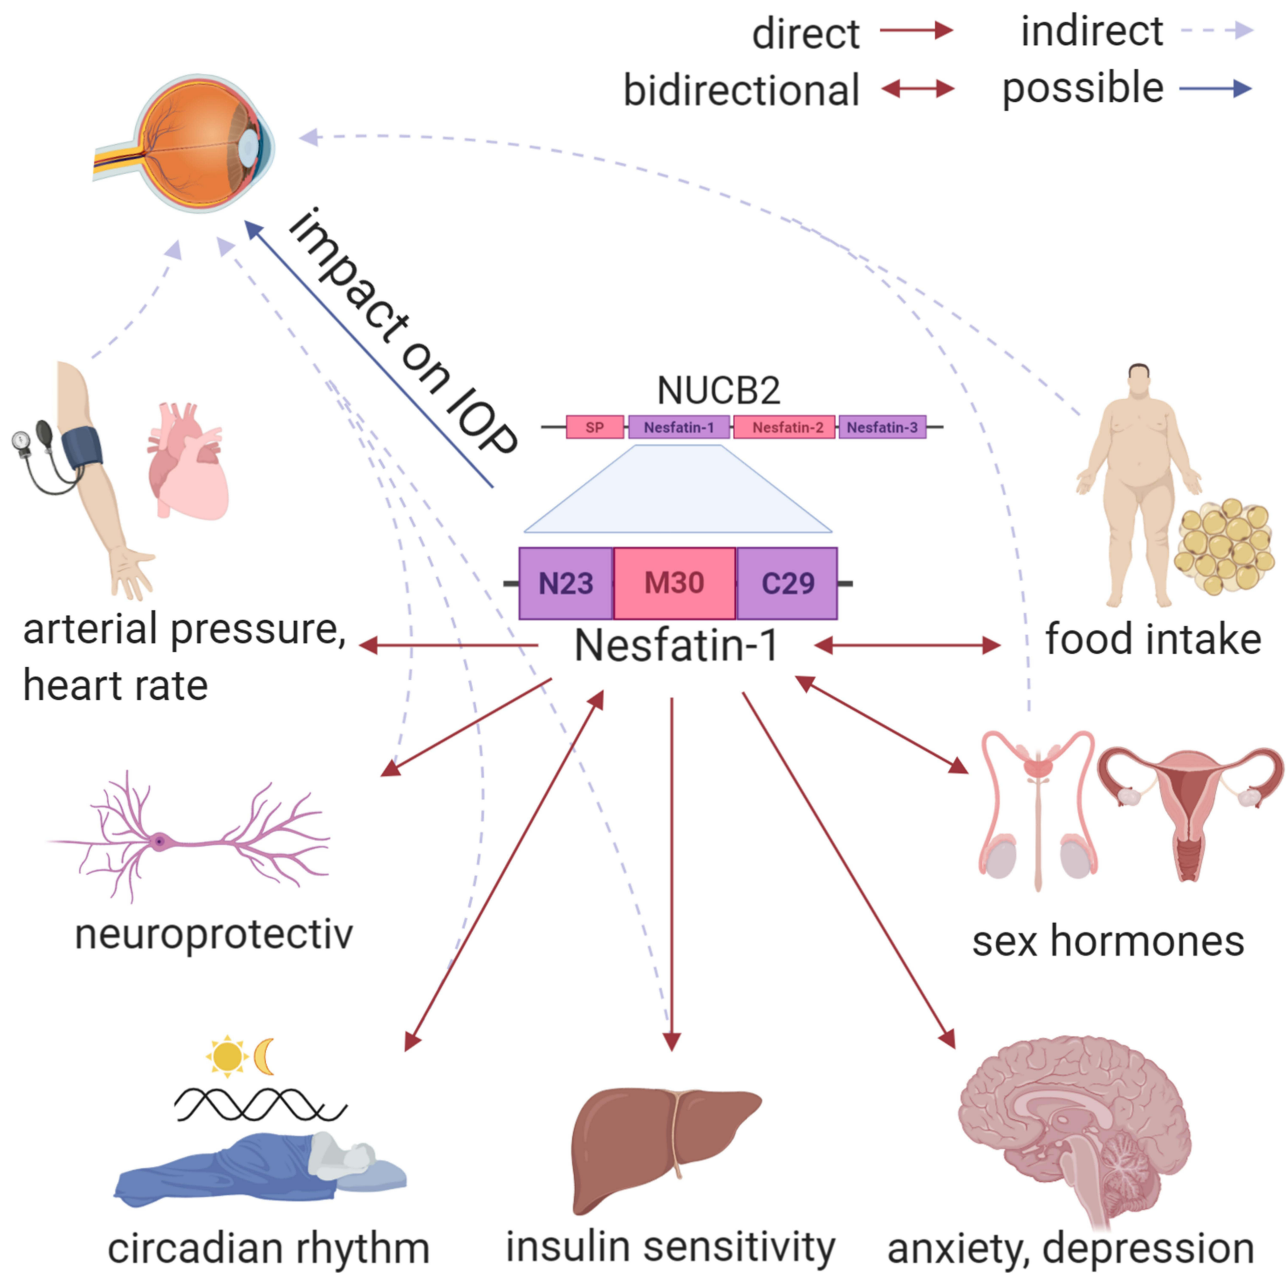 direct
indirect
bidirectional
possible
impact on IOP
NUCB2
SP
Nesfatin-1
Nesfatin-2
Nesfatin-3
N23
M30
C29
Nesfatin-1
arterial pressure,
heart rate
food intake
neuroprotectiv
sex hormones
circadian rhythm
insulin sensitivity
anxiety, depression